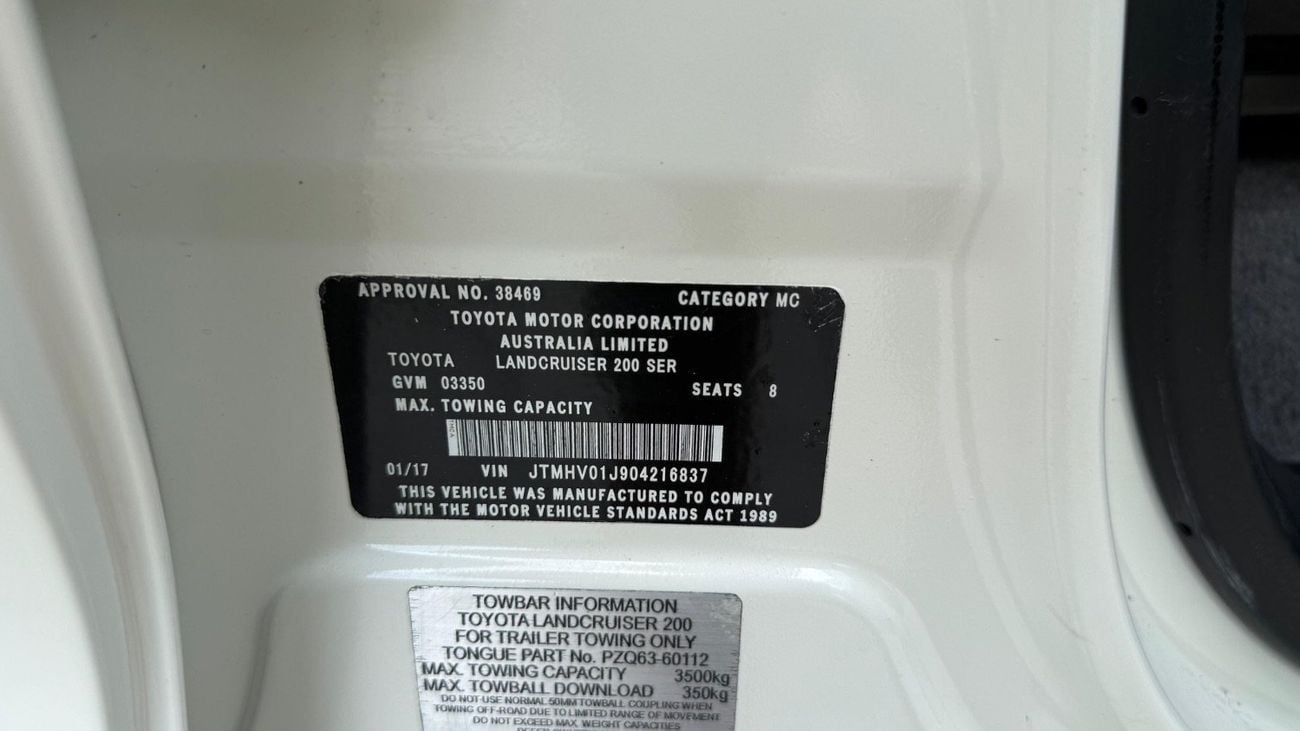 APPROVAL NO. 38469 CATEGORY MC
TOYOTA MOTOR CORPORATION
AUSTRALIA LIMITED
TOYOTA LANDCRUISER 200 SER
GVM 03350 SEATS 8
MAX. TOWING CAPACITY
01/17 VIN JTMHV01J904216837
THIS VEHICLE WAS MANUFACTURED TO COMPLY
WITH THE MOTOR VEHICLE STANDARDS ACT 1989
TOWBAR INFORMATION
TOYOTA LANDCRUISER 200
FOR TRAILER TOWING ONLY
TONGUE PART No. PZQ63-60112
MAX. TOWING CAPACITY 3500kg
MAX. TOWBALL DOWNLOAD 350kg
DO NOT USE NORMAL 50MM TOWBALL COUPLING WHEN
TOWING OFF-ROAD DUE TO LIMITED RANGE OF MOVEMENT
DO NOT EXCEED MAX. WEIGHT CAPACITIES